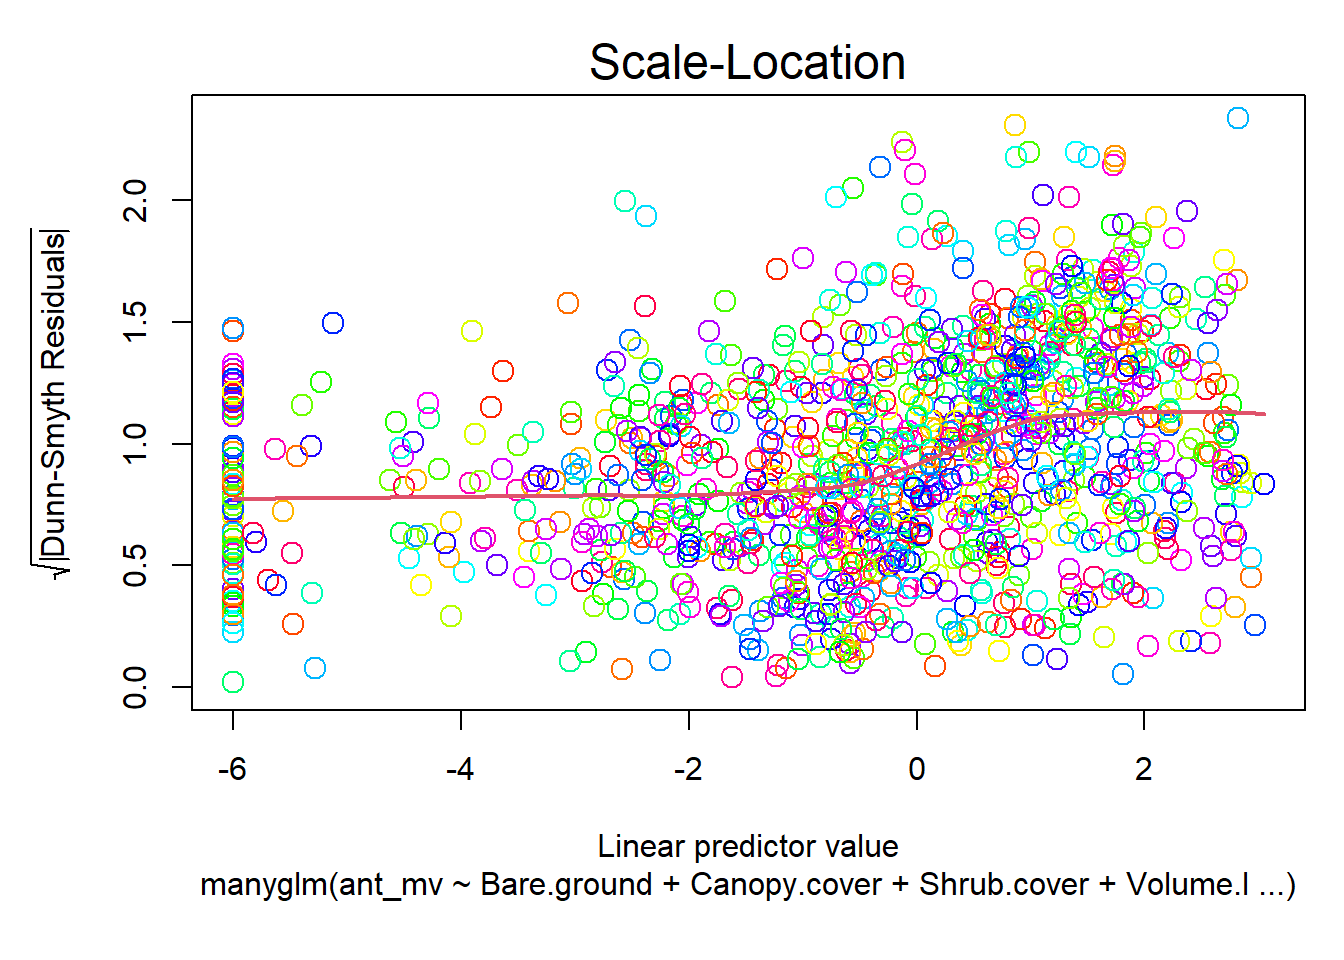 Scale-Location
√|Dunn-Smyth Residuals|
2.0
1.5
1.0
0.5
0.0
-6 -4 -2 0 2
Linear predictor value
manyglm(ant_mv ~ Bare.ground + Canopy.cover + Shrub.cover + Volume.l ...)